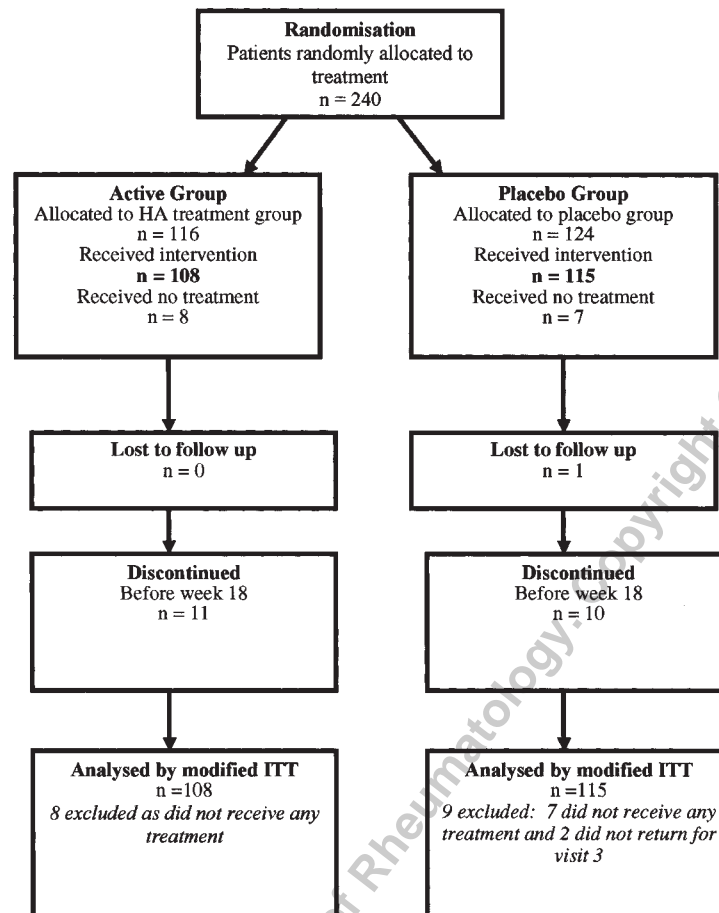 Randomisation
Patients randomly allocated to
treatment
n = 240
Active Group
Allocated to HA treatment group
n = 116
Received intervention
n = 108
Received no treatment
n = 8
Placebo Group
Allocated to placebo group
n = 124
Received intervention
n = 115
Received no treatment
n = 7
Lost to follow up
n = 0
Lost to follow up
n = 1
Discontinued
Before week 18
n = 11
Discontinued
Before week 18
n = 10
Analysed by modified ITT
n =108
8 excluded as did not receive any
treatment
Analysed by modified ITT
n =115
9 excluded: 7 did not receive any
treatment and 2 did not return for
visit 3
of Rheumatology. Copyright